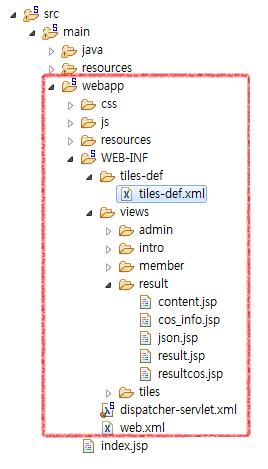 src
main
java
resources
webapp
css
js
resources
WEB-INF
tiles-def
tiles-def.xml
views
admin
intro
member
result
content.jsp
cos_info.jsp
json.jsp
result.jsp
resultcos.jsp
tiles
dispatcher-servlet.xml
web.xml
index.jsp